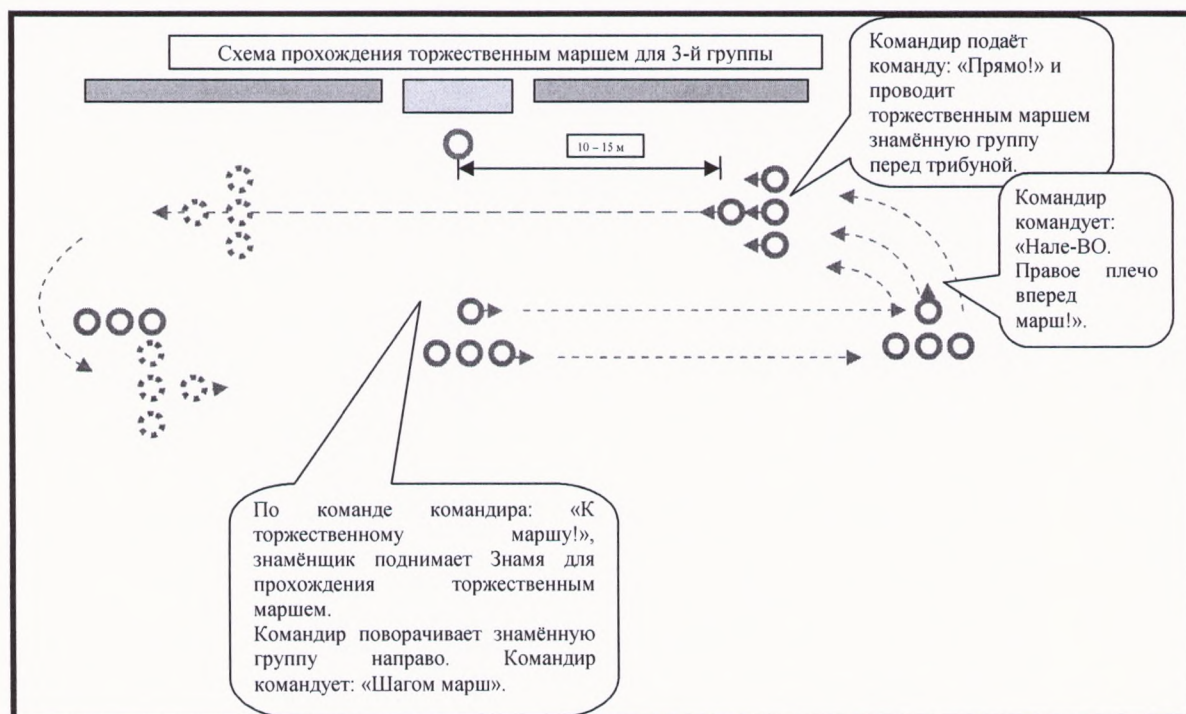 Схема прохождения торжественным маршем для 3-й группы
Командир подаёт
команду: «Прямо!» и
проводит
торжественным маршем
знамённую группу
перед трибуной.
10 – 15 м
Командир
командует:
«Нале-ВО.
Правое плечо
вперед
марш!».
По команде командира: «К
торжественному маршу!»,
знамёнщик поднимает Знамя для
прохождения торжественным
маршем.
Командир поворачивает знамённую
группу направо. Командир
командует: «Шагом марш».